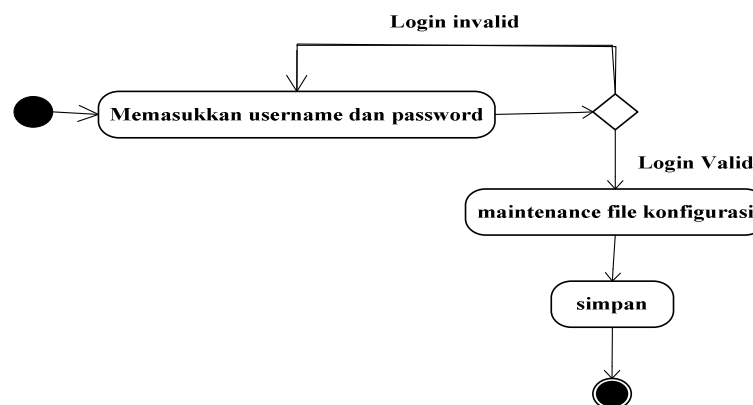 Login invalid
Memasukkan username dan password
Login Valid
maintenance file konfigurasi
simpan